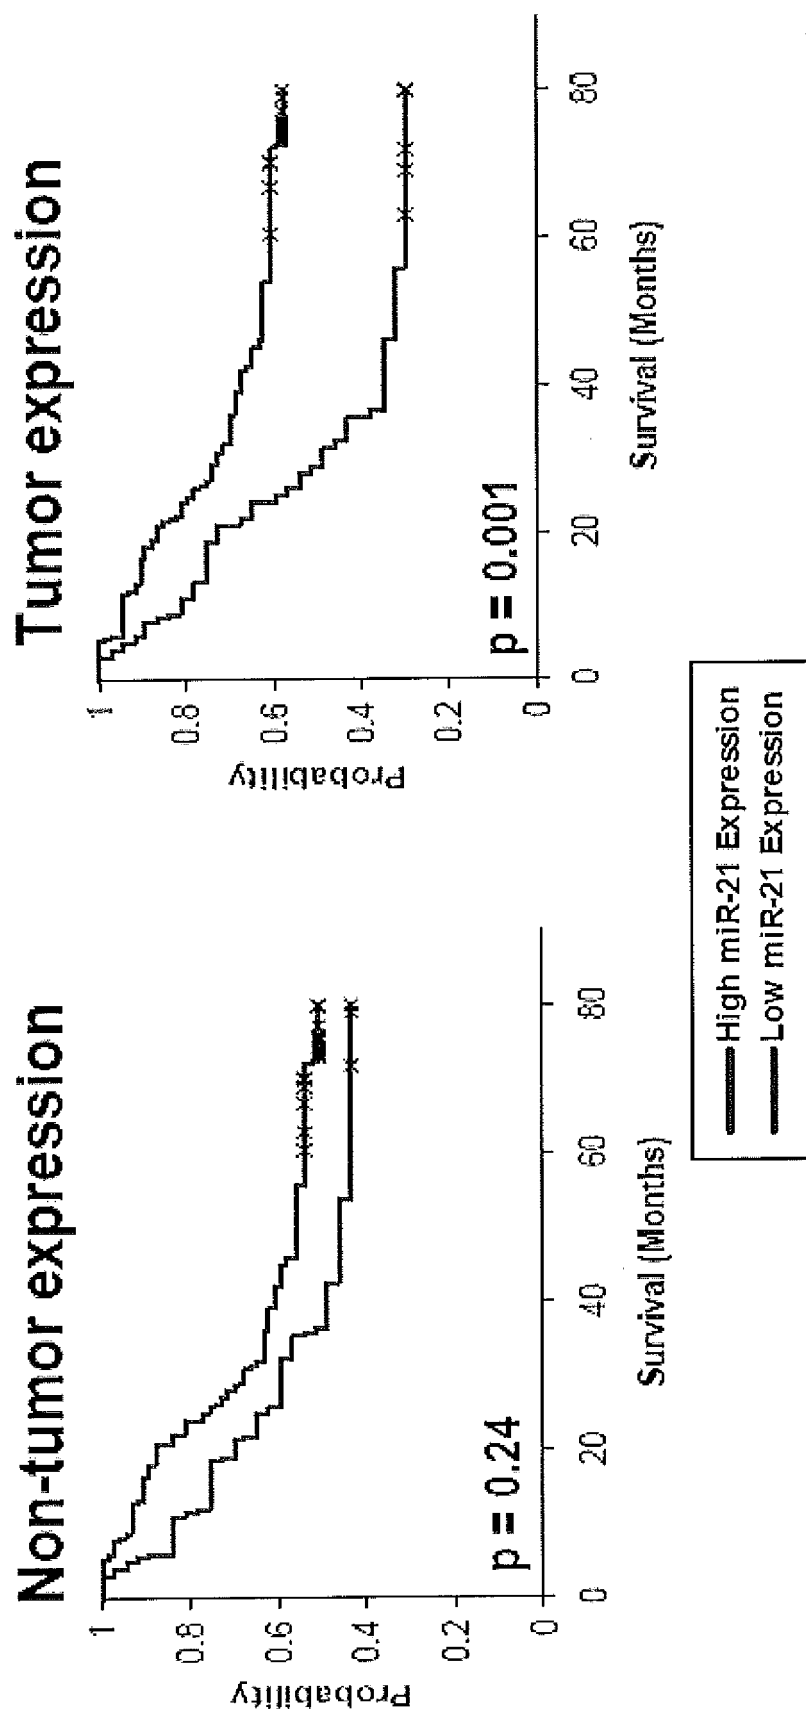 Non-tumor expression
Probability
1
0.8
0.6
0.4
0.2
0
p = 0.24
0
20
40
60
80
Survival (Months)
Tumor expression
Probability
1
0.8
0.6
0.4
0.2
0
p = 0.001
0
20
40
60
80
Survival (Months)
High miR-21 Expression
Low miR-21 Expression